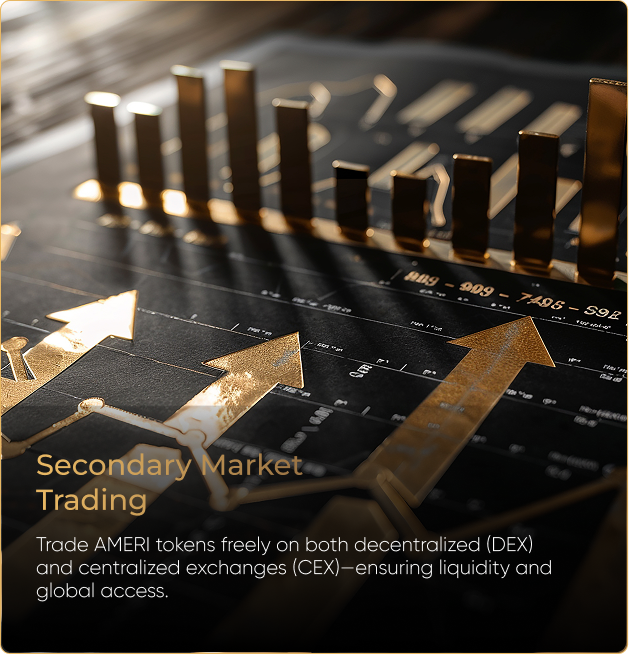 Secondary Market
Trading
Trade AMERI tokens freely on both decentralized (DEX)
and centralized exchanges (CEX)—ensuring liquidity and
global access.